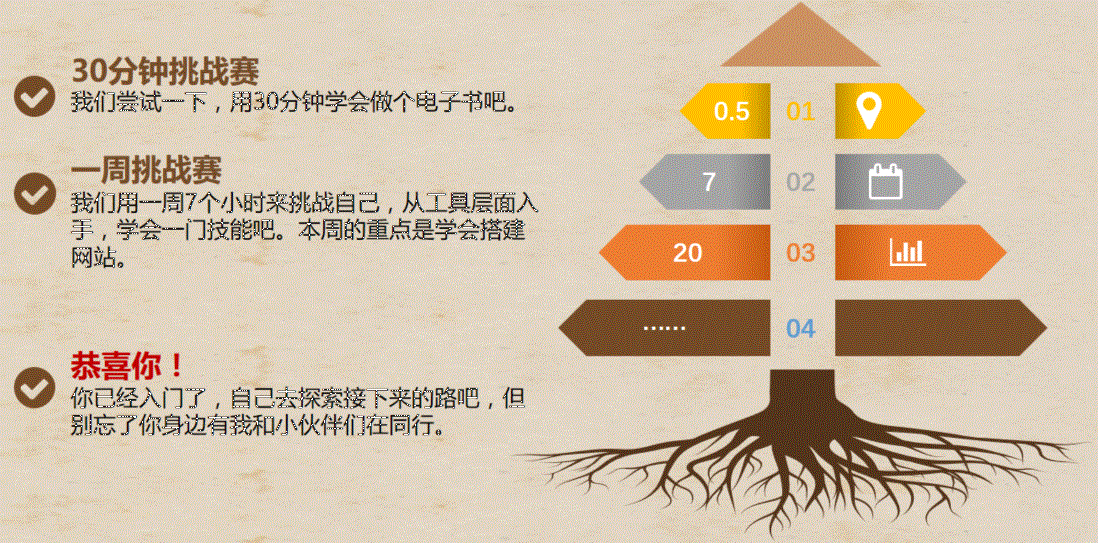 30分钟挑战赛
我们尝试一下，用30分钟学会做个电子书吧。
一周挑战赛
我们用一周7个小时来挑战自己，从工具层面入
手，学会一门技能吧。本周的重点是学会搭建
网站。
恭喜你！
你已经入门了，自己去探索接下来的路吧，但
别忘了你身边有我和小伙伴们在同行。
0.5 01
7 02
20 03
…… 04